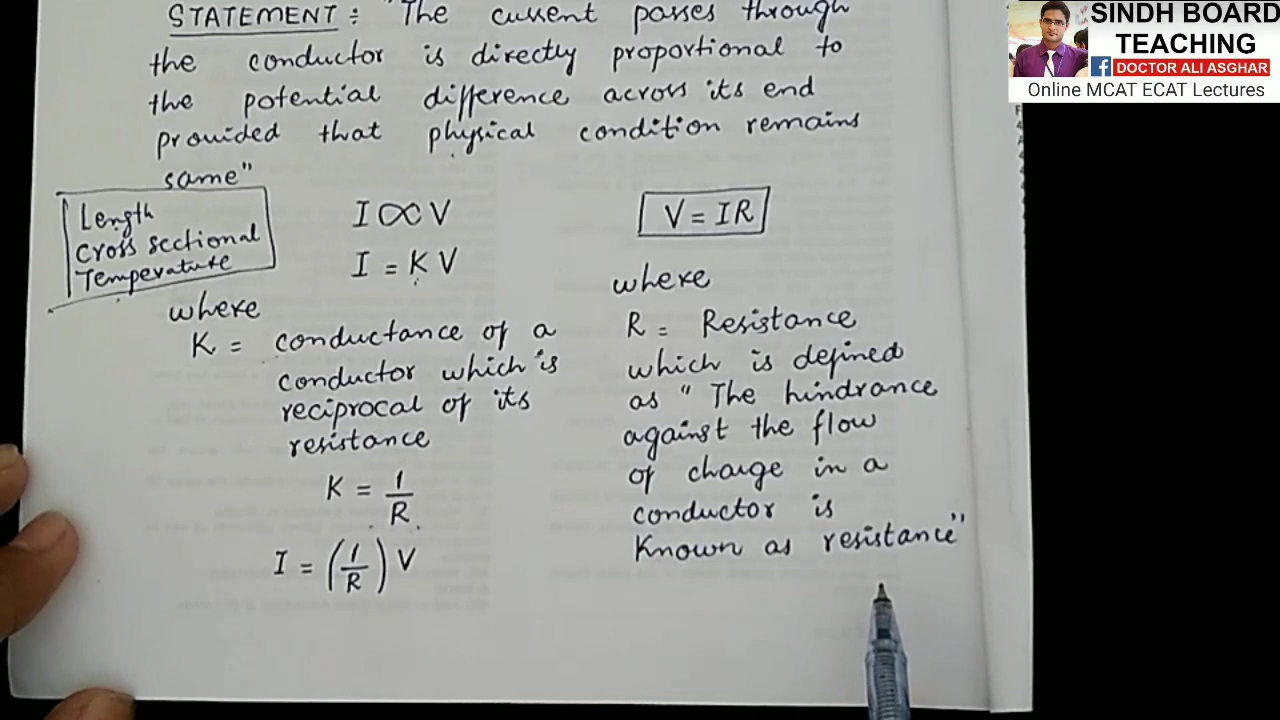 STATEMENT: "The current passes through
the conductor is directly proportional to
the potential difference across its end
provided that physical condition remains
same"
Length
Cross sectional
Temperature
I ∝ V
I = K V
where
K = conductance of a
conductor which is
reciprocal of its
resistance
K = 1/R
I = (1/R) V
V = IR
where
R = Resistance
which is defined
as " The hindrance
against the flow
of charge in a
conductor is
Known as resistance"
SINDH BOARD
TEACHING
f DOCTOR ALI ASGHAR
Online MCAT ECAT Lectures